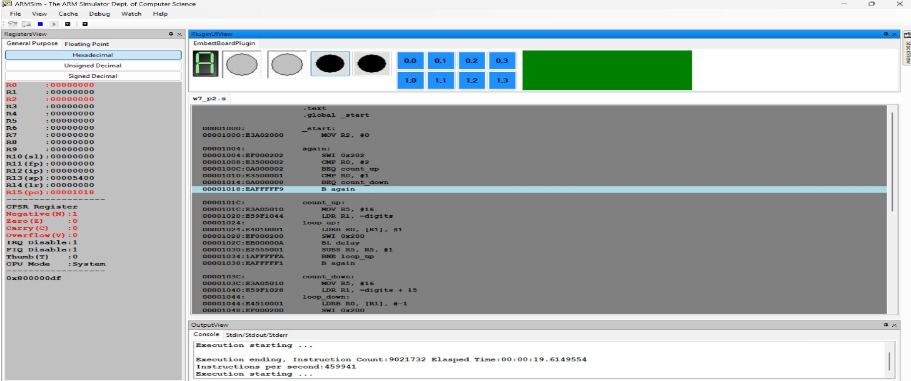 ARMSim - The ARM Simulator Dept. of Computer Science
File View Cache Debug Watch Help
RegistersView
General Purpose Floating Point
Hexadecimal
Unsigned Decimal
Signed Decimal
R0 :00000000
R1 :00000000
R2 :00000000
R3 :00000000
R4 :00000000
R5 :00000000
R6 :00000000
R7 :00000000
R8 :00000000
R9 :00000000
R10(sl):00000000
R11(fp):00000000
R12(ip):00000000
R13(sp):00005400
R14(lr):00000000
R15(pc):00001018
CPSR Register
Negative(N):1
Zero(Z) :0
Carry(C) :0
Overflow(V):0
IRQ Disable:1
FIQ Disable:1
Thumb(T) :0
CPU Mode :System
0x800000df
PluginUIView
EmbestBoardPlugin
0,0 0,1 0,2 0,3
1,0 1,1 1,2 1,3
w7_p2.s
.text
.global _start
00001000: _start:
00001000:E3A02000 MOV R2, #0
00001004: again:
00001004:EF000202 SWI 0x202
00001008:E3500002 CMP R0, #2
0000100C:0A000002 BEQ count_up
00001010:E3500001 CMP R0, #1
00001014:0A000008 BEQ count_down
00001018:EAFFFFF9 B again
0000101C: count_up:
0000101C:E3A05010 MOV R5, #16
00001020:E59F1044 LDR R1, =digits
00001024: loop_up:
00001024:E4D10001 LDRB R0, [R1], #1
00001028:EF000200 SWI 0x200
0000102C:EB00000A BL delay
00001030:E2555001 SUBS R5, R5, #1
00001034:1AFFFFFA BNE loop_up
00001038:EAFFFFF1 B again
0000103C: count_down:
0000103C:E3A05010 MOV R5, #16
00001040:E59F1028 LDR R1, =digits + 15
00001044: loop_down:
00001044:E4510001 LDRB R0, [R1], #-1
00001048:EF000200 SWI 0x200
OutputView
Console Stdin/Stdout/Stderr
Execution starting ...
Execution ending, Instruction Count:9021732 Elasped Time:00:00:19.6149554
Instructions per second:459941
Execution starting ...